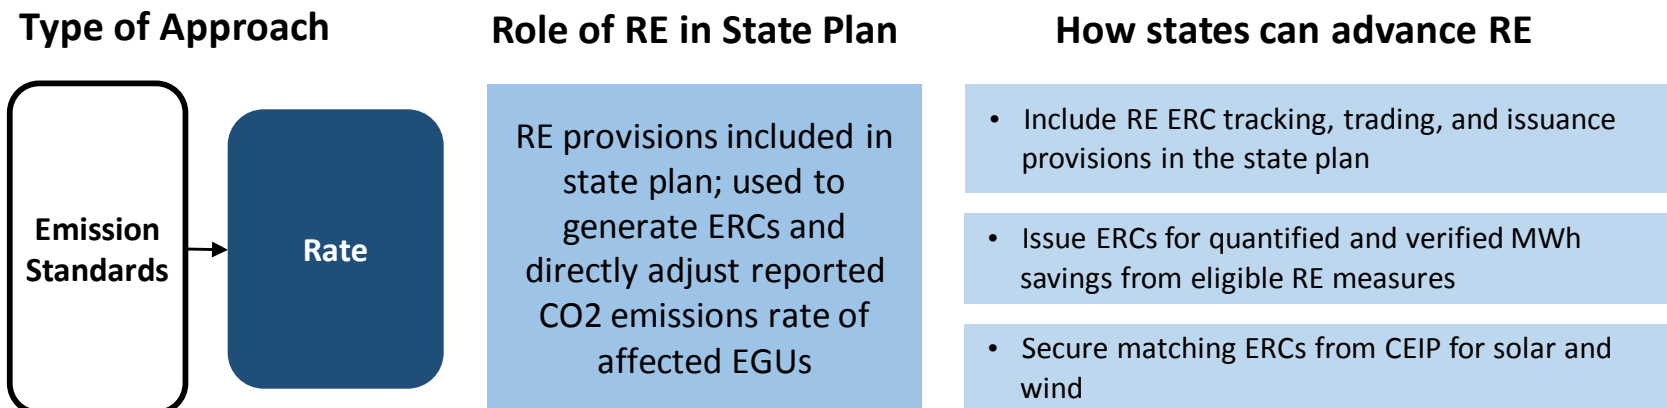 Type of Approach
Role of RE in State Plan
How states can advance RE
Emission
Standards
Rate
RE provisions included in
state plan; used to
generate ERCs and
directly adjust reported
CO2 emissions rate of
affected EGUs
• Include RE ERC tracking, trading, and issuance
provisions in the state plan
• Issue ERCs for quantified and verified MWh
savings from eligible RE measures
• Secure matching ERCs from CEIP for solar and
wind